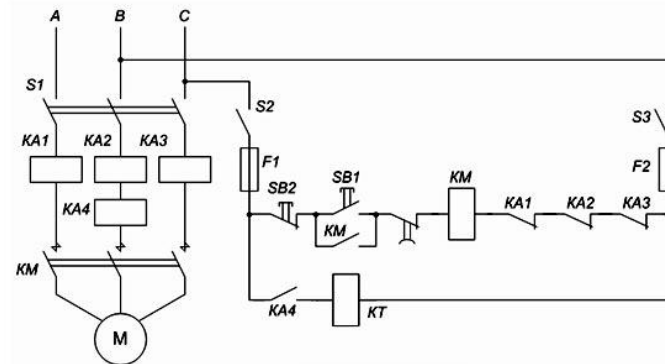 A B C
S1
S2
S3
KA1 KA2 KA3
F1
F2
SB2 SB1
KM
KA1 KA2 KA3
KA4
KM
KM
KA4
KT
M